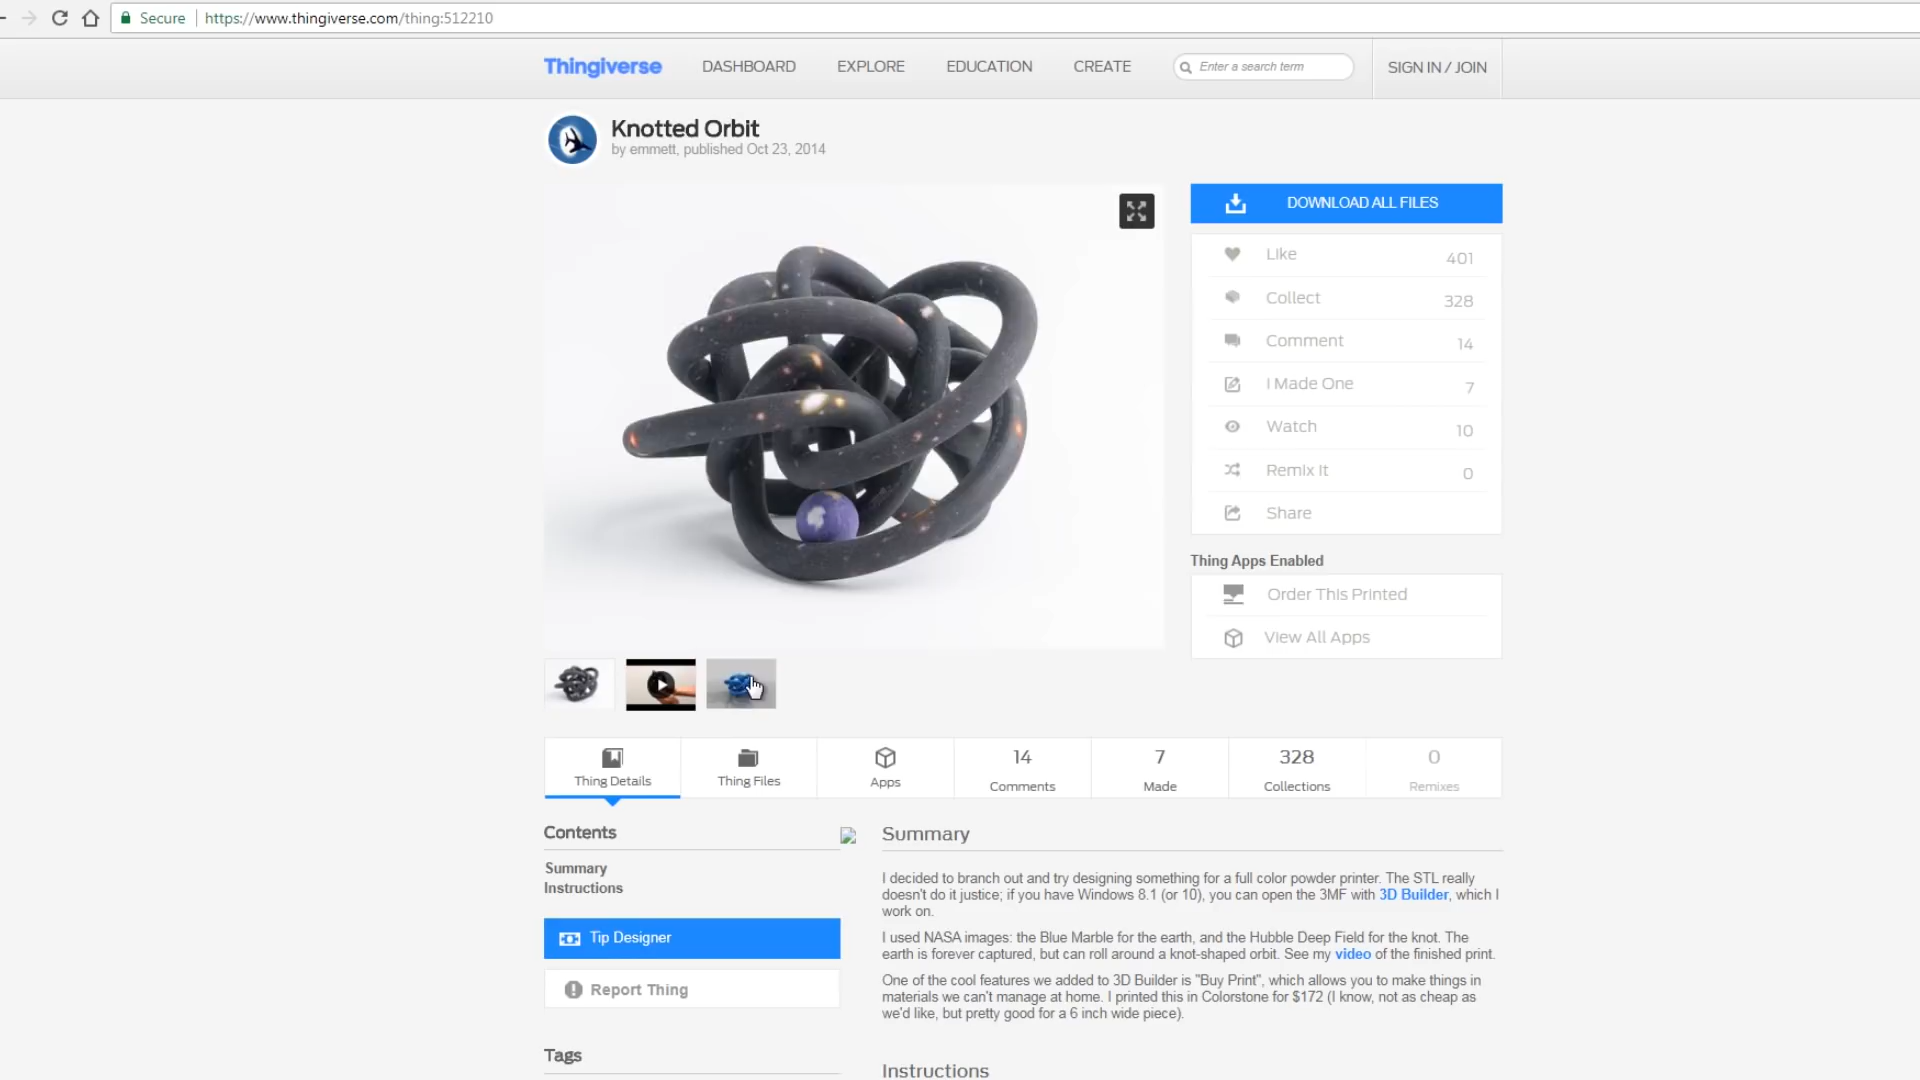 Secure https://www.thingiverse.com/thing:512210
Thingiverse DASHBOARD EXPLORE EDUCATION CREATE Enter a search term SIGN IN / JOIN
Knotted Orbit
by emmett, published Oct 23, 2014
DOWNLOAD ALL FILES
Like 401
Collect 328
Comment 14
I Made One 7
Watch 10
Remix It 0
Share
Thing Apps Enabled
Order This Printed
View All Apps
Thing Details
Thing Files
Apps
14
Comments
7
Made
328
Collections
0
Remixes
Contents
Summary
Instructions
Tip Designer
Report Thing
Tags
Summary
I decided to branch out and try designing something for a full color powder printer. The STL really
doesn't do it justice; if you have Windows 8.1 (or 10), you can open the 3MF with 3D Builder, which I
work on.
I used NASA images: the Blue Marble for the earth, and the Hubble Deep Field for the knot. The
earth is forever captured, but can roll around a knot-shaped orbit. See my video of the finished print.
One of the cool features we added to 3D Builder is "Buy Print", which allows you to make things in
materials we can't manage at home. I printed this in Colorstone for $172 (I know, not as cheap as
we'd like, but pretty good for a 6 inch wide piece).
Instructions